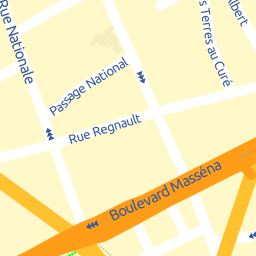 Rue Nationale
Passage National
s Terres au Curé
lbert
Rue Regnault
Boulevard Masséna